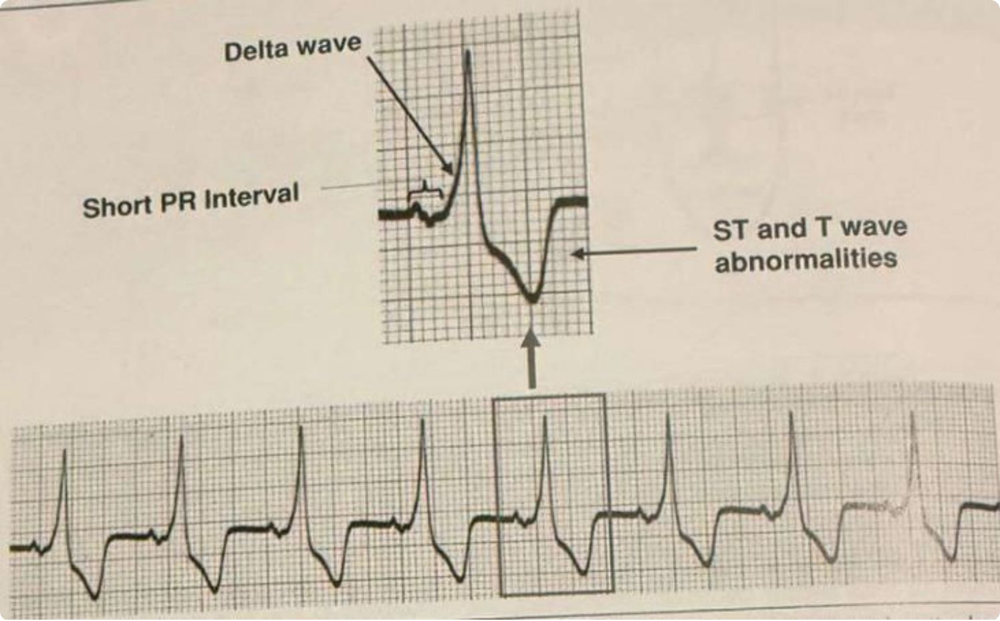 Delta wave
Short PR Interval
ST and T wave
abnormalities